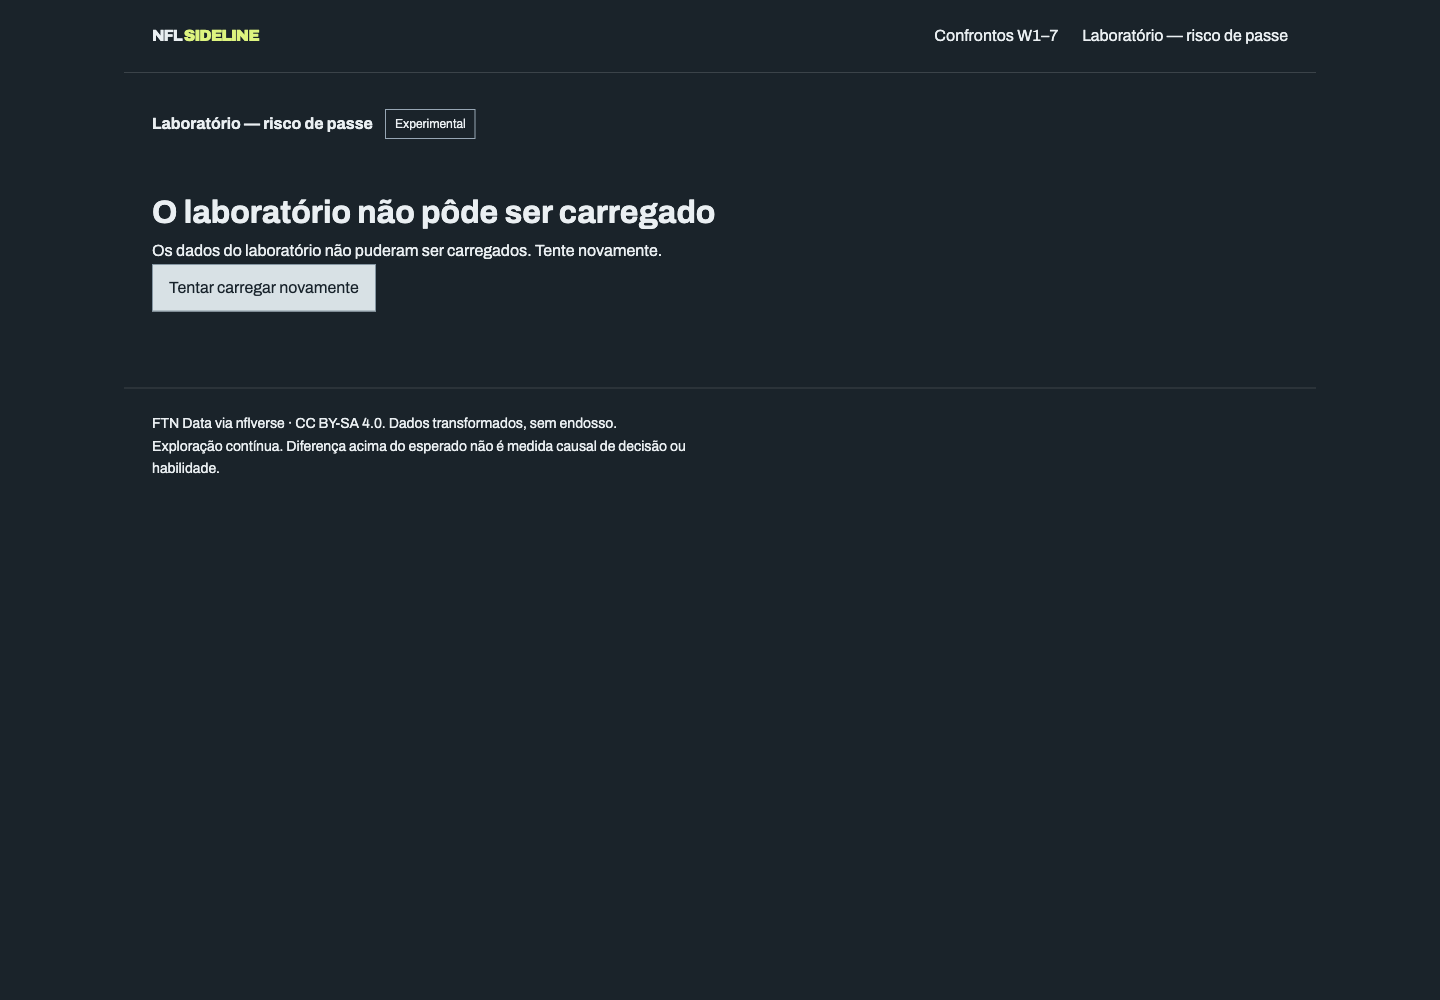 NFL SIDELINE
Confrontos W1–7
Laboratório — risco de passe
Laboratório — risco de passe
Experimental
O laboratório não pôde ser carregado
Os dados do laboratório não puderam ser carregados. Tente novamente.
Tentar carregar novamente
FTN Data via nflverse · CC BY-SA 4.0. Dados transformados, sem endosso.
Exploração contínua. Diferença acima do esperado não é medida causal de decisão ou
habilidade.